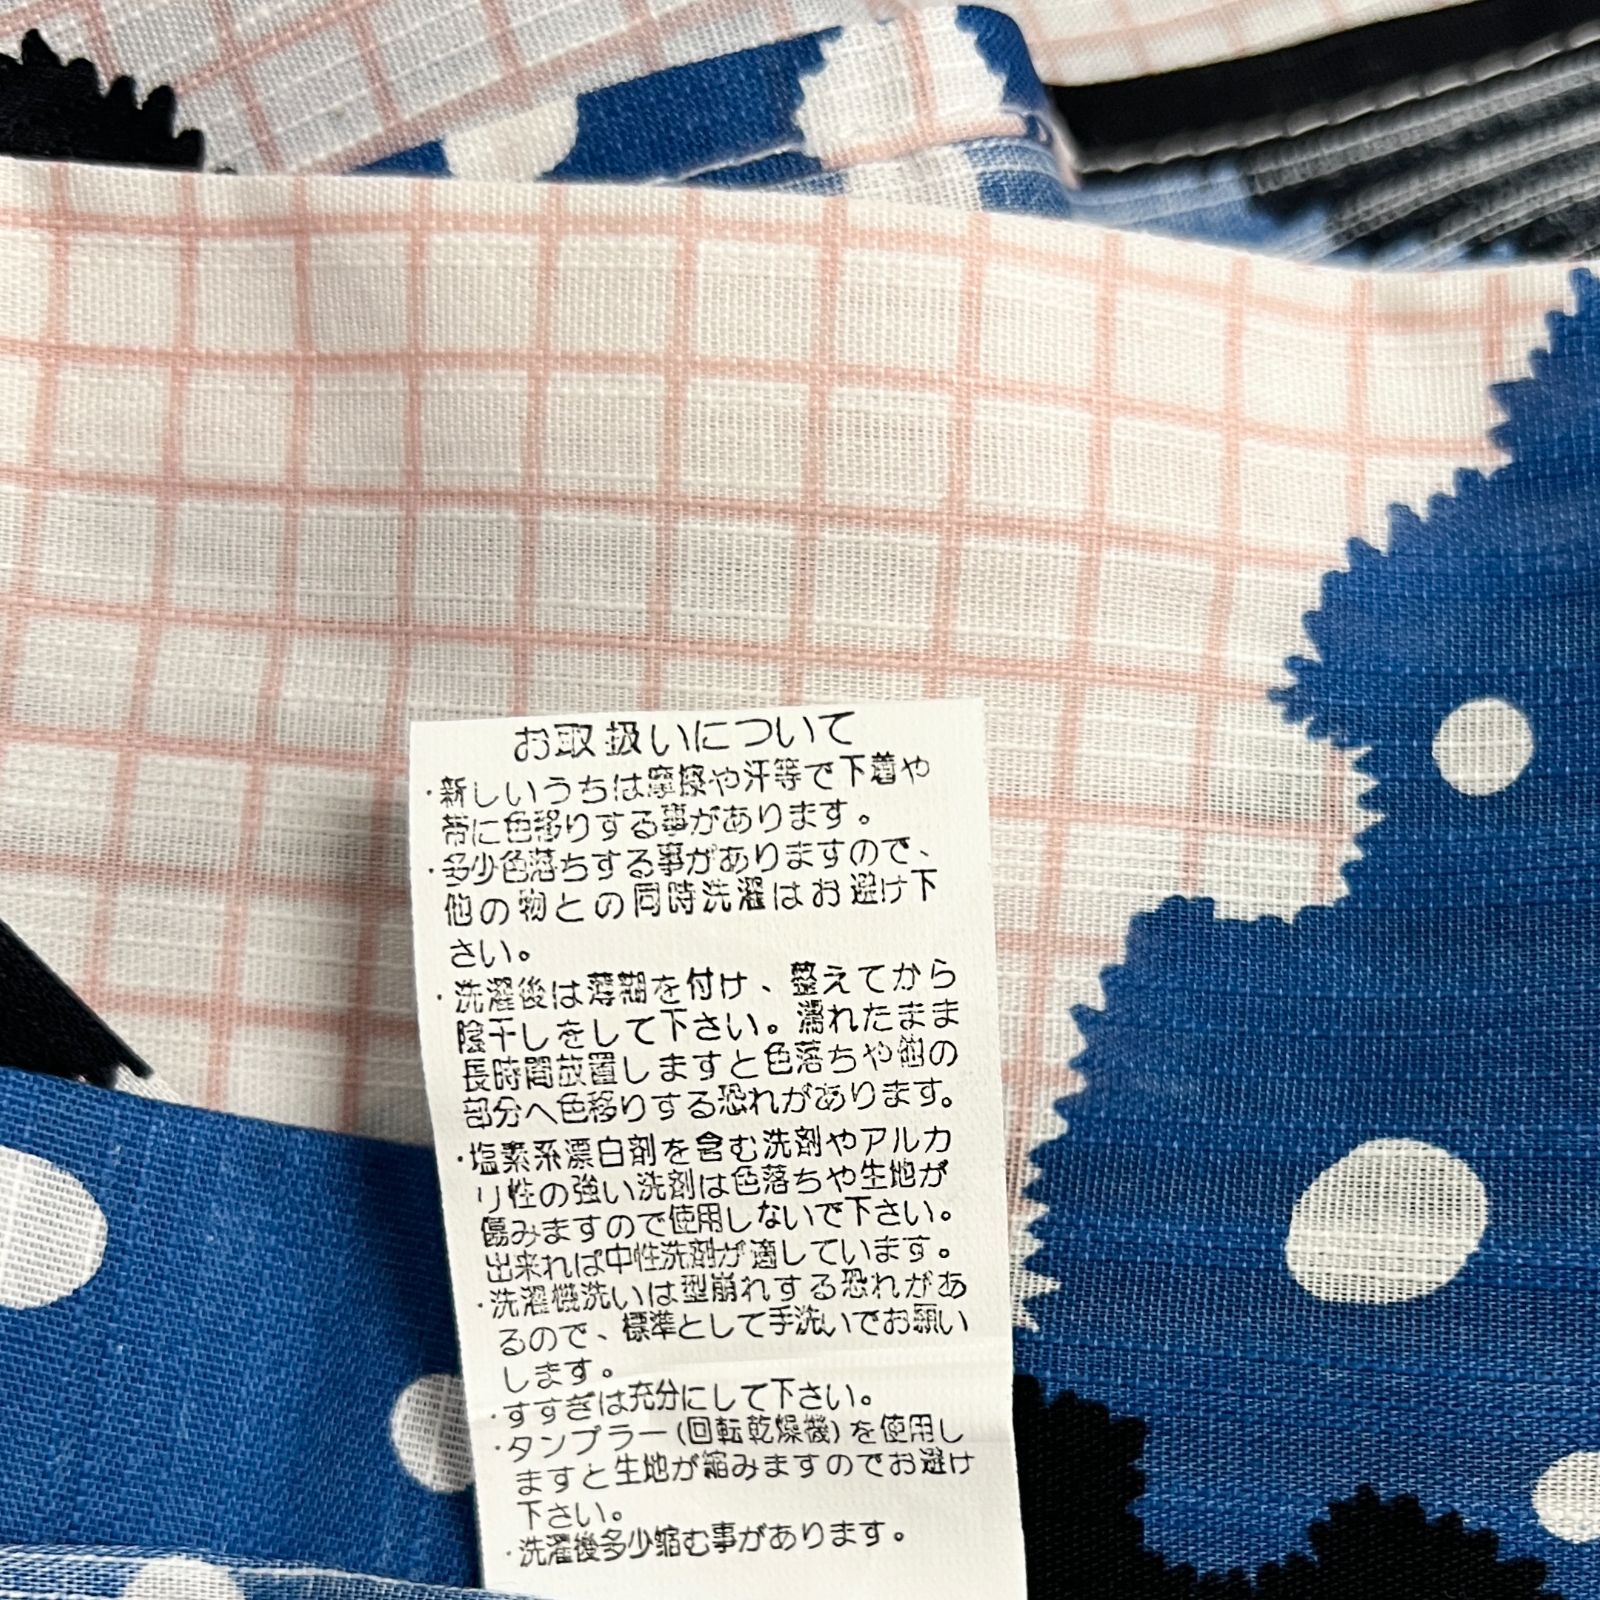 お取扱いについて
・新しいうちは摩擦や汗等で下着や
帯に色移りする事があります。
・多少色落ちする事がありますので、
他の物との同時洗濯はお避け下
さい。
・洗濯後は薄糊を付け、整えてから
陰干しをして下さい。濡れたまま
長時間放置しますと色落ちや他の
部分へ色移りする恐れがあります。
・塩素系漂白剤を含む洗剤やアルカ
リ性の強い洗剤は色落ちや生地が
傷みますので使用しないで下さい。
出来れば中性洗剤が適しています。
・洗濯機洗いは型崩れする恐れがあ
るので、標準として手洗いでお願い
します。
・すすぎは充分にして下さい。
・タンブラー(回転乾燥機)を使用し
ますと生地が縮みますのでお避け
下さい。
・洗濯後多少縮む事があります。